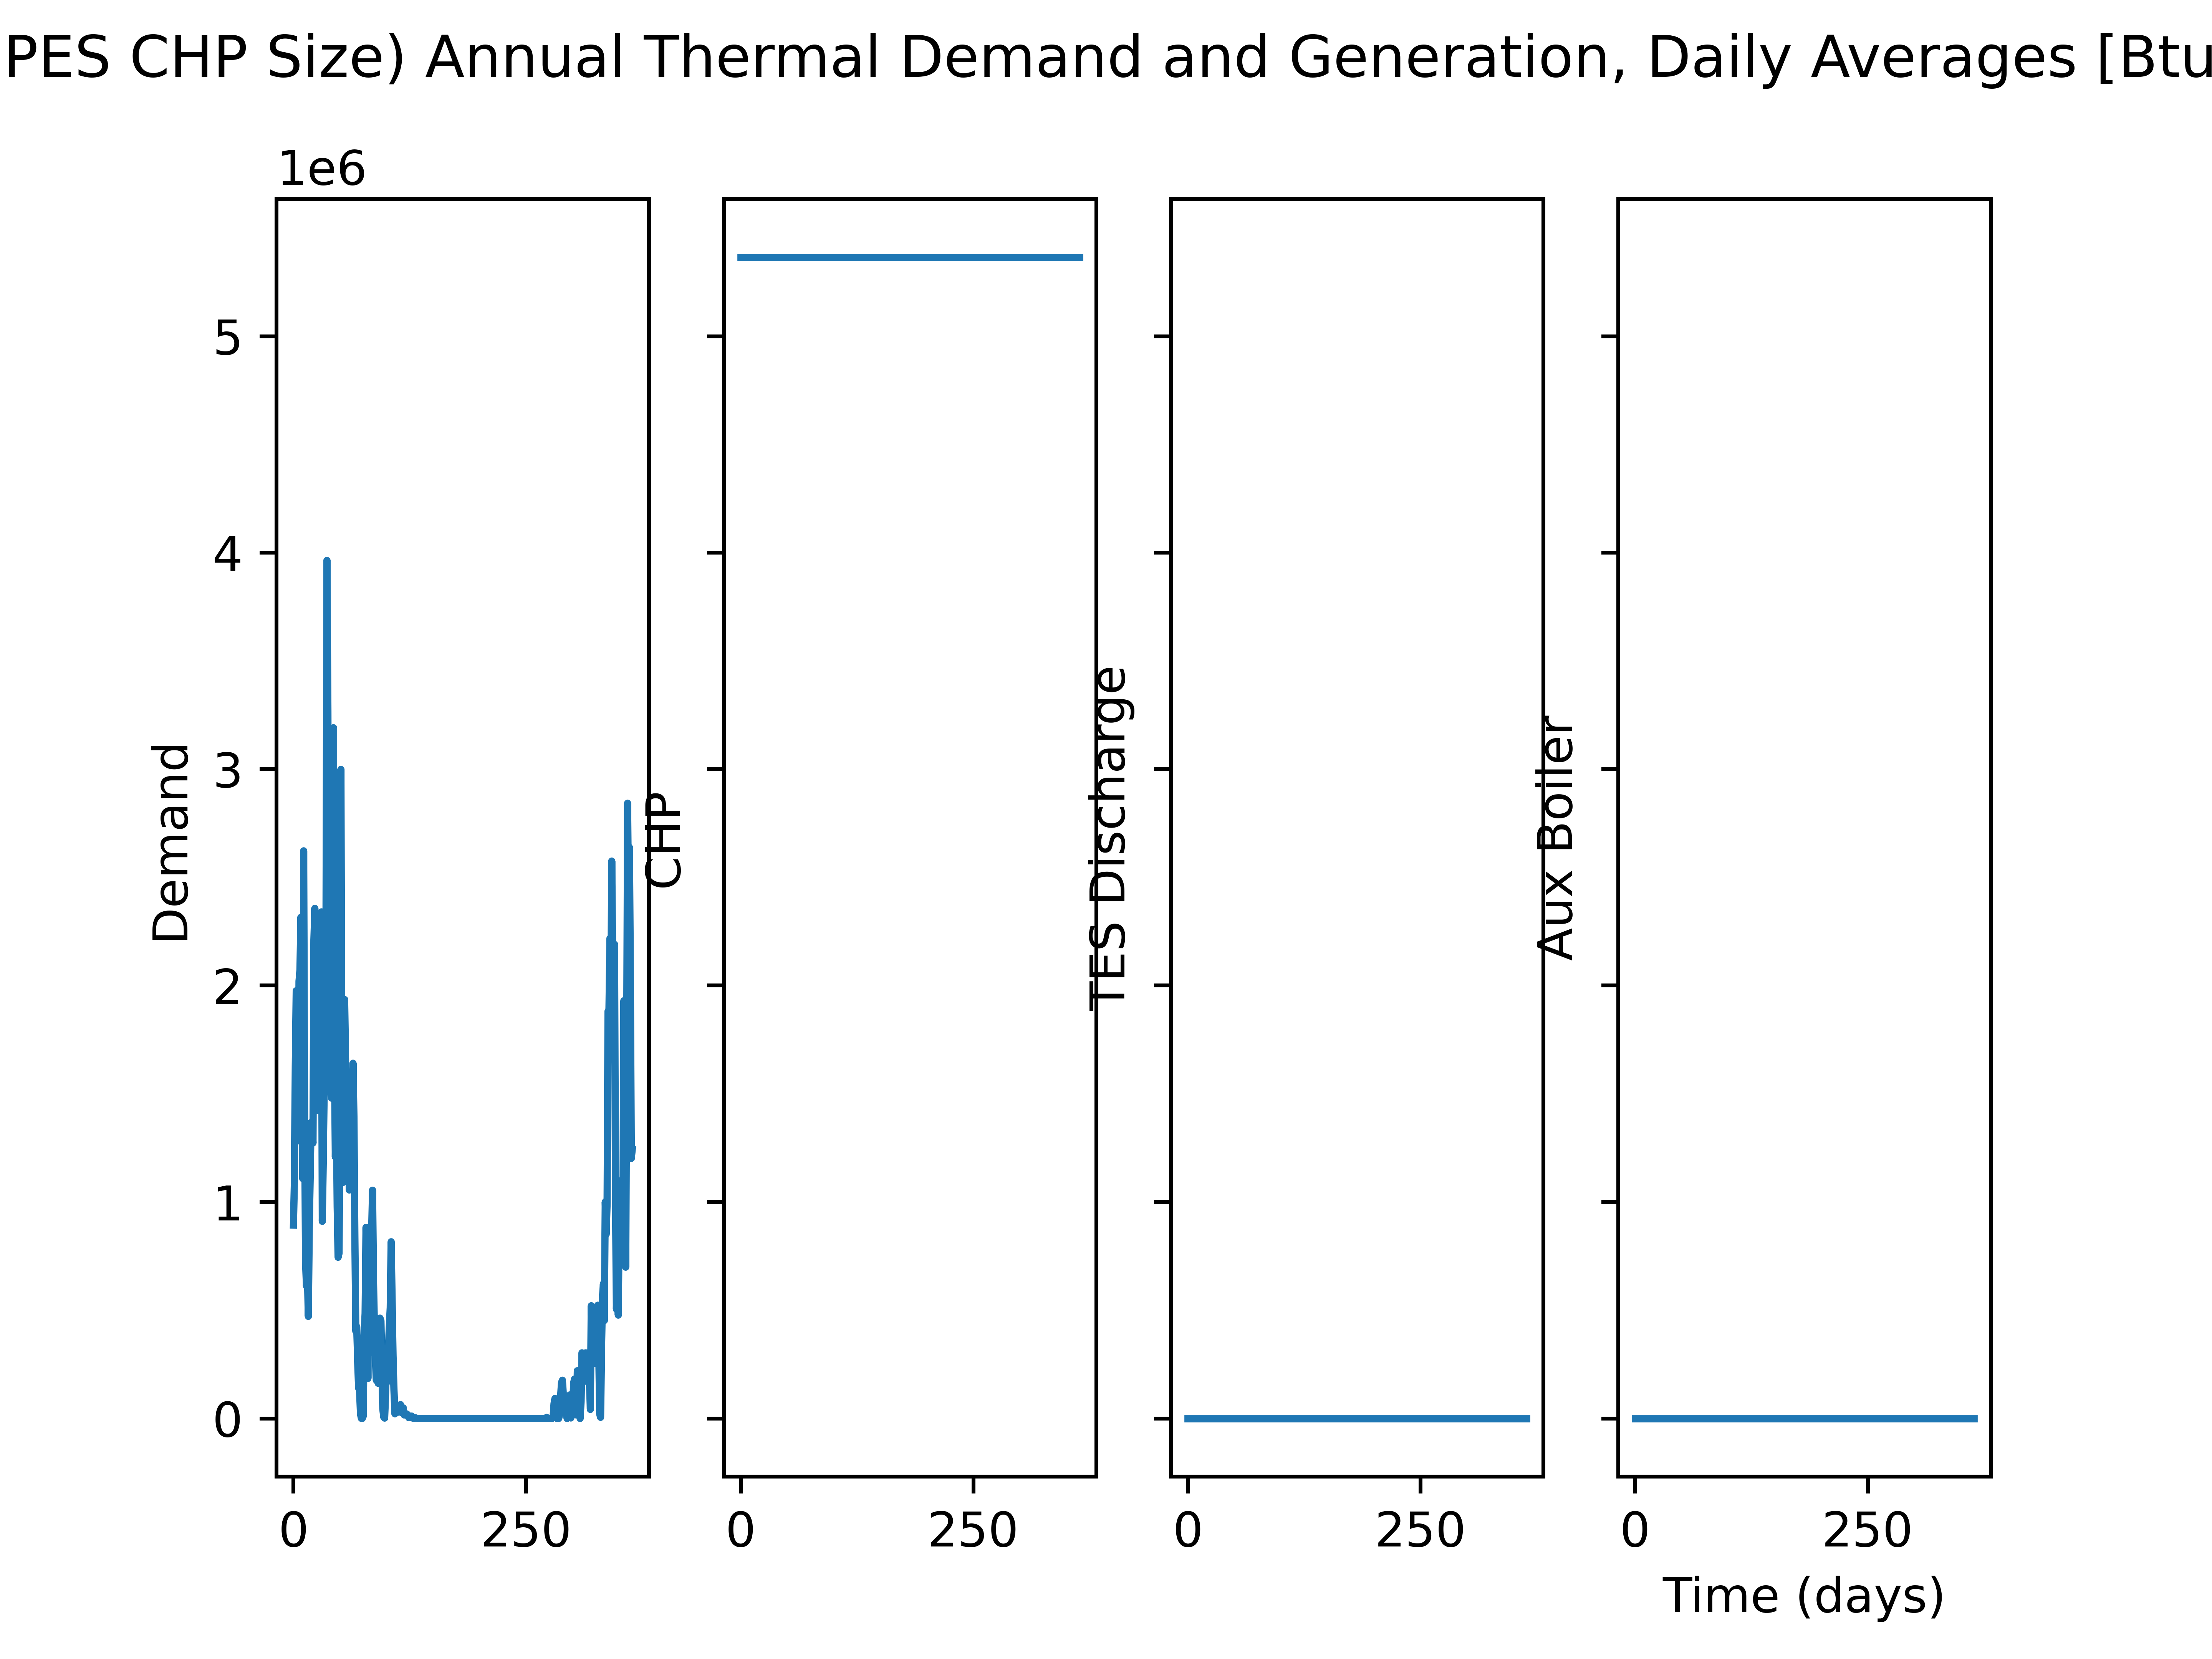 PES CHP Size) Annual Thermal Demand and Generation, Daily Averages [Btu
1e6
5
4
3
2
1
0
Demand
CHP
TES Discharge
Aux Boiler
0 250 0 250 0 250 0 250
Time (days)